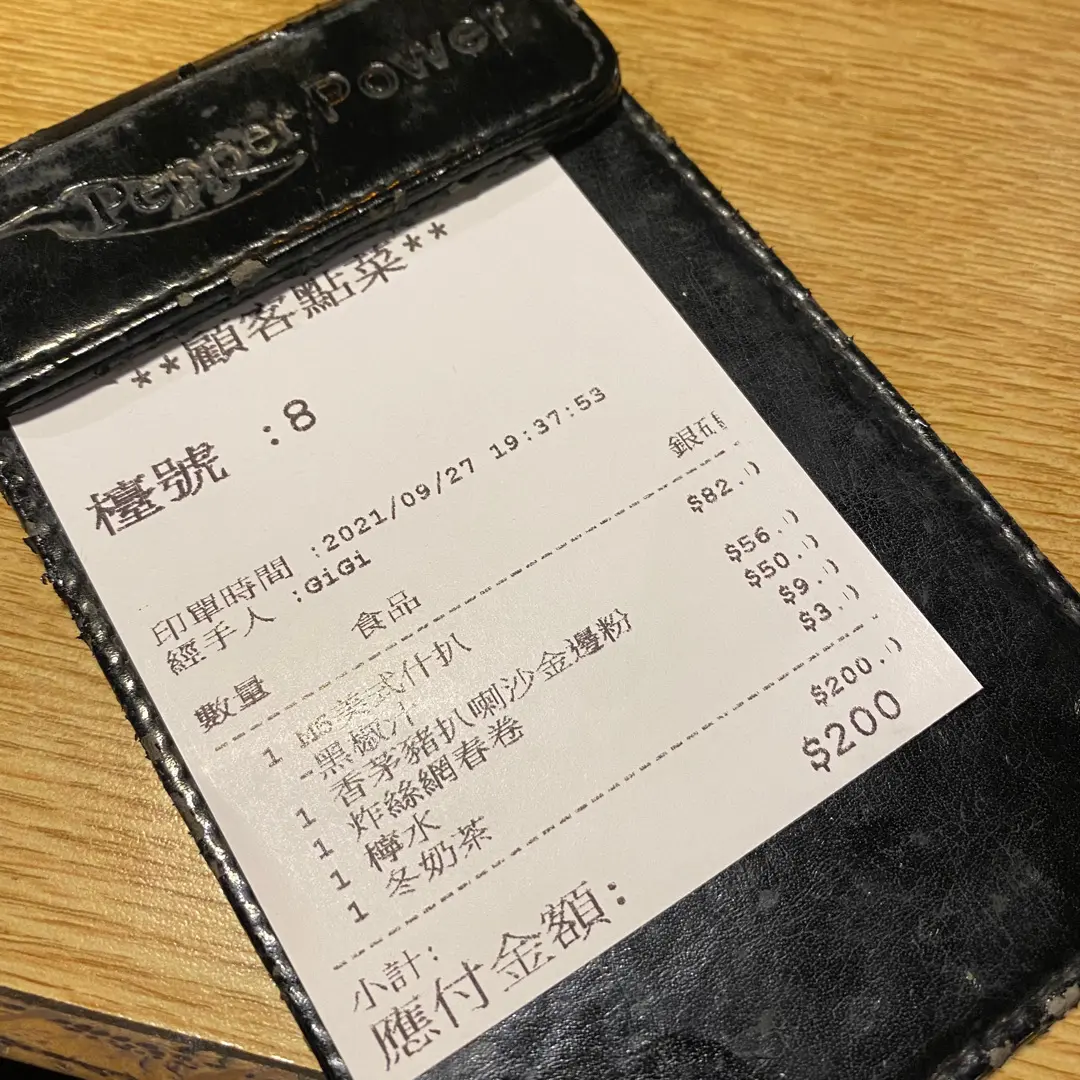 Pepper Power
**顧客點菜**
檯號 :8
印單時間 :2021/09/27 19:37:53
經手人 :GiGi
數量 食品 銀碼
1 M6美式什扒 $82.0
-黑椒汁
1 香茅豬扒喇沙金邊粉 $56.0
1 炸絲網春卷 $50.0
1 檸水 $9.0
1 冬奶茶 $3.0
小計: $200.0
應付金額: $200